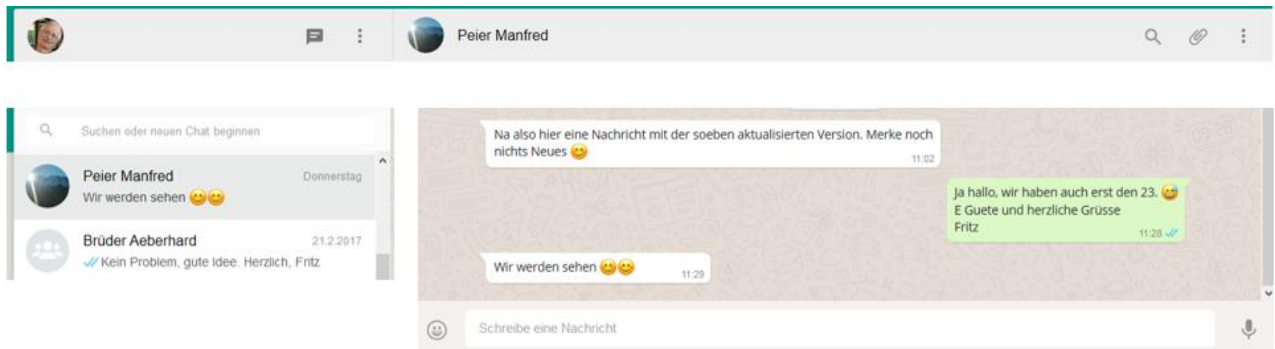 Peier Manfred
Suchen oder neuen Chat beginnen
Peier Manfred
Donnerstag
Wir werden sehen 😊😊
Brüder Aeberhard
21.2.2017
Kein Problem, gute Idee. Herzlich, Fritz
Na also hier eine Nachricht mit der soeben aktualisierten Version. Merke noch
nichts Neues 😊
11:02
Ja hallo, wir haben auch erst den 23. 😅
E Guete und herzliche Grüsse
Fritz
11:28
Wir werden sehen 😊😊
11:29
Schreibe eine Nachricht